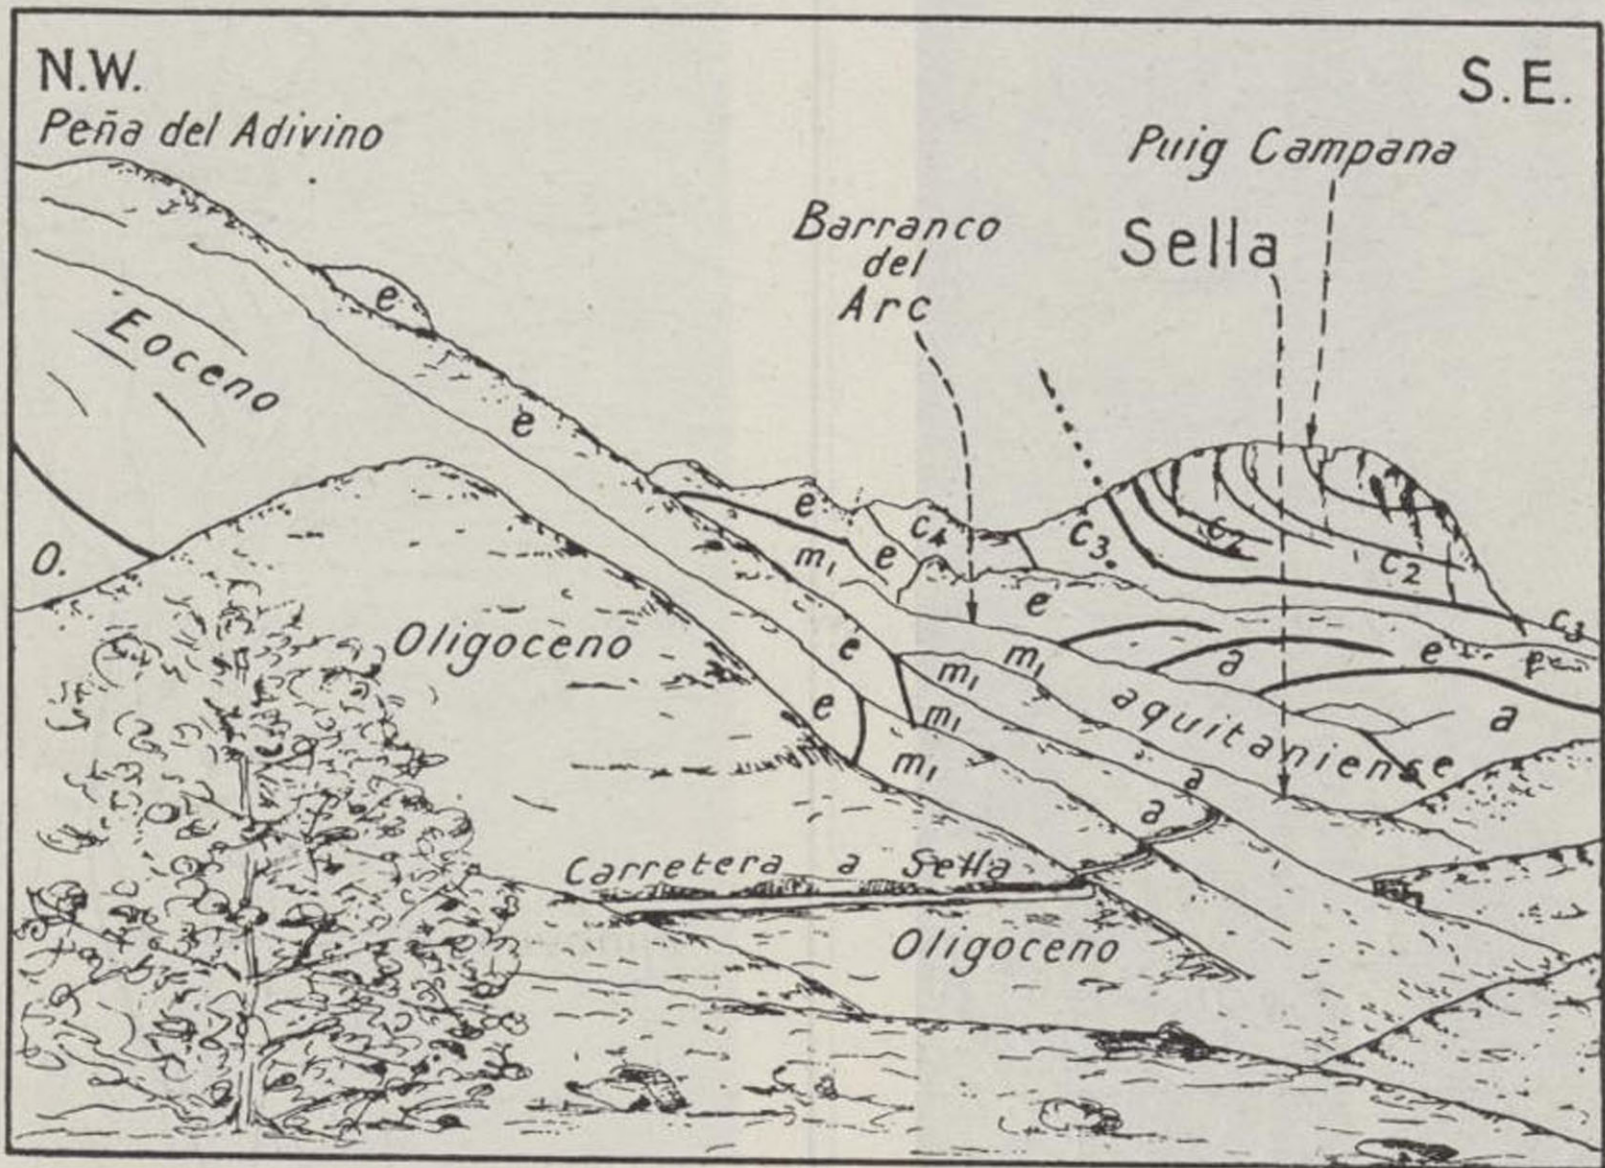 N.W.
S.E.
Peña del Adivino
Puig Campana
Barranco
del
Arc
Sella
e
Eoceno
e
e
c4
c3
c2
c2
m1
e
O.
e
c3
Oligoceno
e
m1
a
e
e
m1
e
m1
aquitaniense
a
m1
a
a
Carretera a Sella
Oligoceno